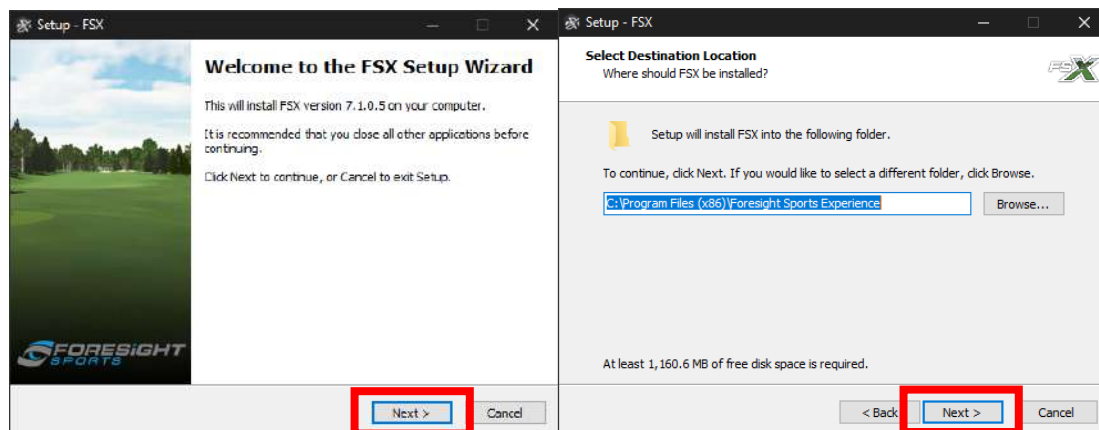 Setup - FSX
Welcome to the FSX Setup Wizard
This will install FSX version 7.1.0.5 on your computer.
It is recommended that you close all other applications before
continuing.
Click Next to continue, or Cancel to exit Setup.
FORESIGHT
SPORTS
Next >
Cancel
Setup - FSX
Select Destination Location
Where should FSX be installed?
FSX
Setup will install FSX into the following folder.
To continue, click Next. If you would like to select a different folder, click Browse.
C:\Program Files (x86)\Foresight Sports Experience
Browse...
At least 1,160.6 MB of free disk space is required.
< Back
Next >
Cancel